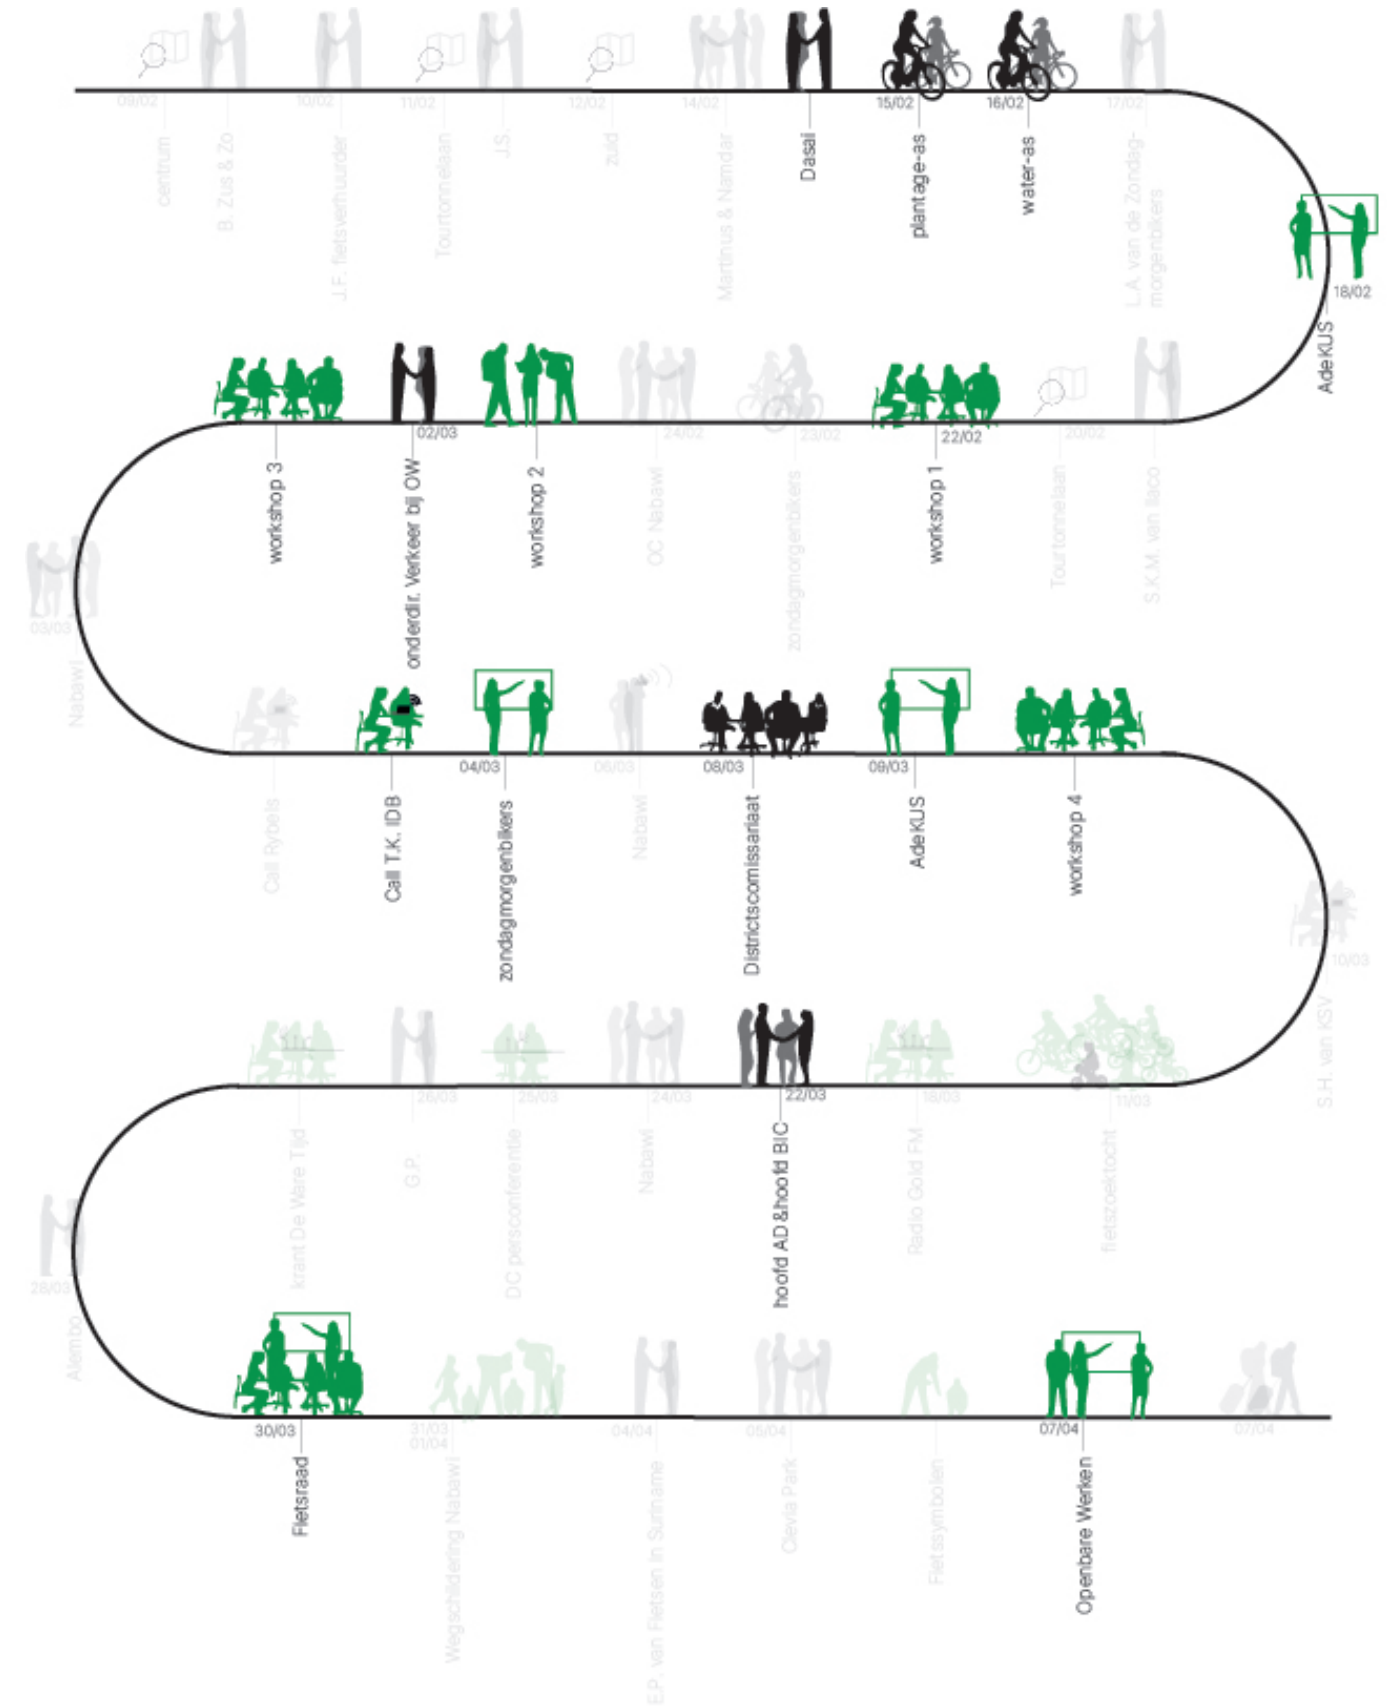 09/02
centrum
B. Zus & Zo
10/02
J.F. fietsverhuurder
11/02
Tourtonnelaan
J.S.
12/02
zuid
14/02
Martinus & Namdar
Dasai
15/02
plantage-as
16/02
water-as
17/02
L.A. van de Zondag-
morgenbikers
18/02
AdeKUS
S.K.M. van Ilaco
20/02
Tourtonnelaan
22/02
workshop 1
23/02
zondagmorgenbikers
24/02
OC Nabawi
workshop 2
02/03
onderdir. Verkeer bij OW
workshop 3
03/03
Nabawi
Call Rybels
Call T.K. IDB
04/03
zondagmorgenbikers
06/03
Nabawi
08/03
Districtscomissariaat
09/03
AdeKUS
workshop 4
10/03
S.H. van KSV
11/03
fietszoektocht
18/03
Radio Gold FM
22/03
hoofd AD &hoofd BIC
24/03
Nabawi
25/03
DC persconferentie
26/03
G.P.
krant De Ware Tijd
28/03
Alembo
30/03
Fietsraad
31/03
01/04
Wegschildering Nabawi
04/04
E.P. van Fietsen in Suriname
05/04
Clevia Park
Fietssymbolen
07/04
Openbare Werken
07/04